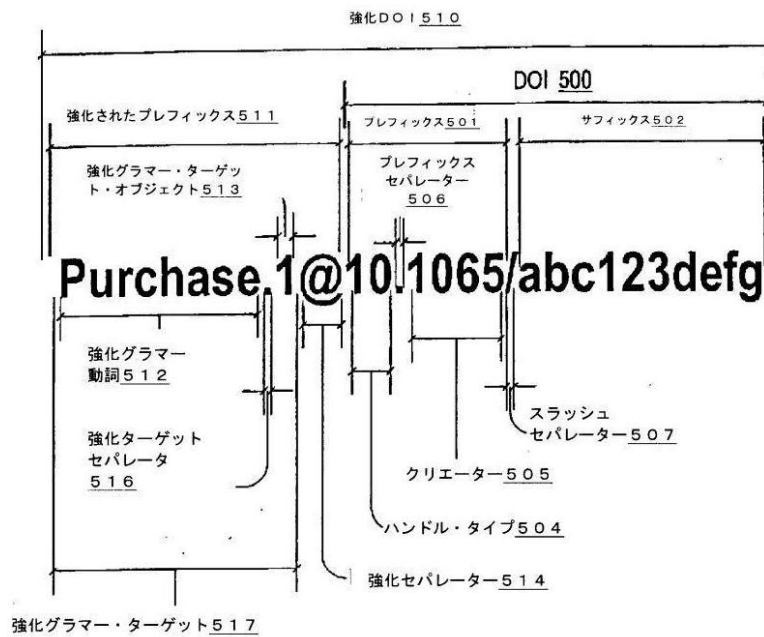 強化DOI510
DOI 500
強化されたプレフィックス511
プレフィックス501
サフィックス502
強化グラマー・ターゲッ
ト・オブジェクト513
プレフィックス
セパレーター
506
Purchase.1@10.1065/abc123defg
強化グラマー
動詞512
強化ターゲット
セパレータ
516
スラッシュ
セパレーター507
クリエーター505
ハンドル・タイプ504
強化セパレーター514
強化グラマー・ターゲット517